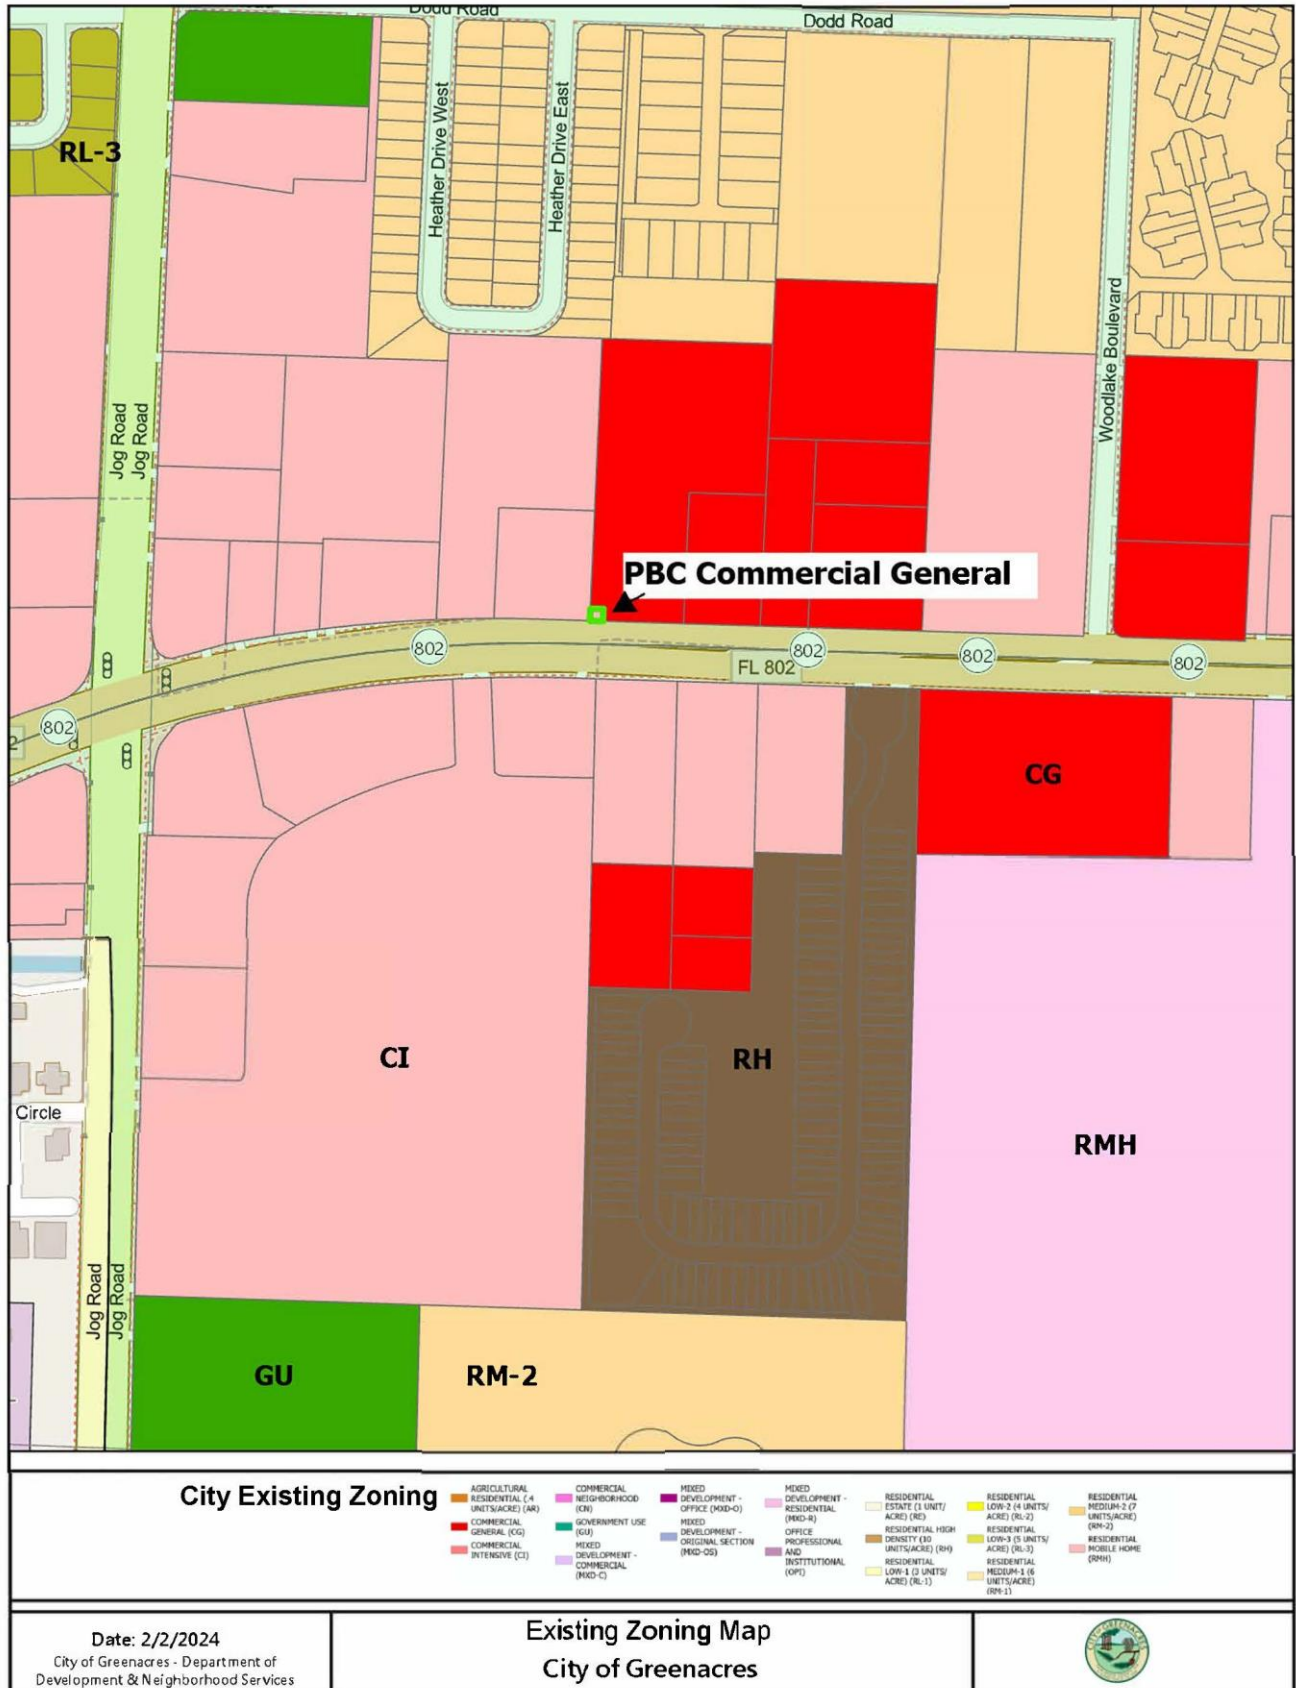 Dodd Road
Dodd Road
RL-3
Heather Drive West
Heather Drive East
Woodlake Boulevard
Jog Road
Jog Road
PBC Commercial General
802
802
802
802
FL 802
802
2
CG
CI
RH
RMH
Circle
Jog Road
Jog Road
GU
RM-2
City Existing Zoning
AGRICULTURAL
RESIDENTIAL (.4
UNITS/ACRE) (AR)
COMMERCIAL
GENERAL (CG)
COMMERCIAL
INTENSIVE (CI)
COMMERCIAL
NEIGHBORHOOD
(CN)
GOVERNMENT USE
(GU)
MIXED
DEVELOPMENT -
COMMERCIAL
(MXD-C)
MIXED
DEVELOPMENT -
OFFICE (MXD-O)
MIXED
DEVELOPMENT -
ORIGINAL SECTION
(MXD-OS)
MIXED
DEVELOPMENT -
RESIDENTIAL
(MXD-R)
OFFICE
PROFESSIONAL
AND
INSTITUTIONAL
(OPI)
RESIDENTIAL
ESTATE (1 UNIT/
ACRE) (RE)
RESIDENTIAL HIGH
DENSITY (10
UNITS/ACRE) (RH)
RESIDENTIAL
LOW-1 (3 UNITS/
ACRE) (RL-1)
RESIDENTIAL
LOW-2 (4 UNITS/
ACRE) (RL-2)
RESIDENTIAL
LOW-3 (5 UNITS/
ACRE) (RL-3)
RESIDENTIAL
MEDIUM-1 (6
UNITS/ACRE)
(RM-1)
RESIDENTIAL
MEDIUM-2 (7
UNITS/ACRE)
(RM-2)
RESIDENTIAL
MOBILE HOME
(RMH)
Date: 2/2/2024
City of Greenacres - Department of
Development & Neighborhood Services
Existing Zoning Map
City of Greenacres